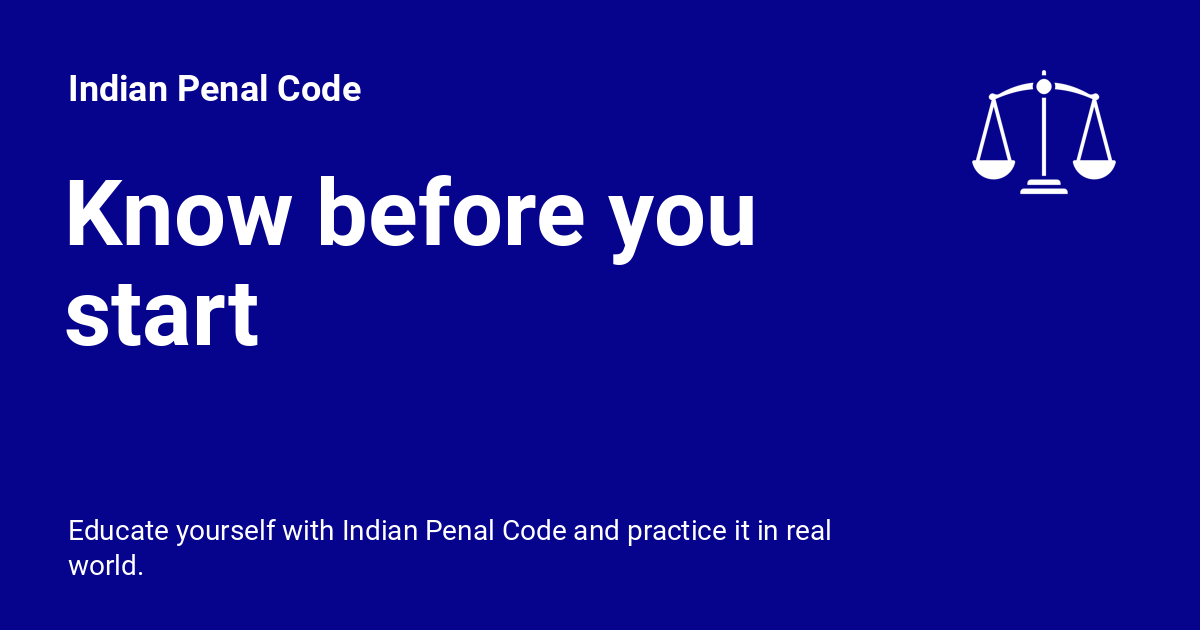 Indian Penal Code
Know before you
start
Educate yourself with Indian Penal Code and practice it in real
world.